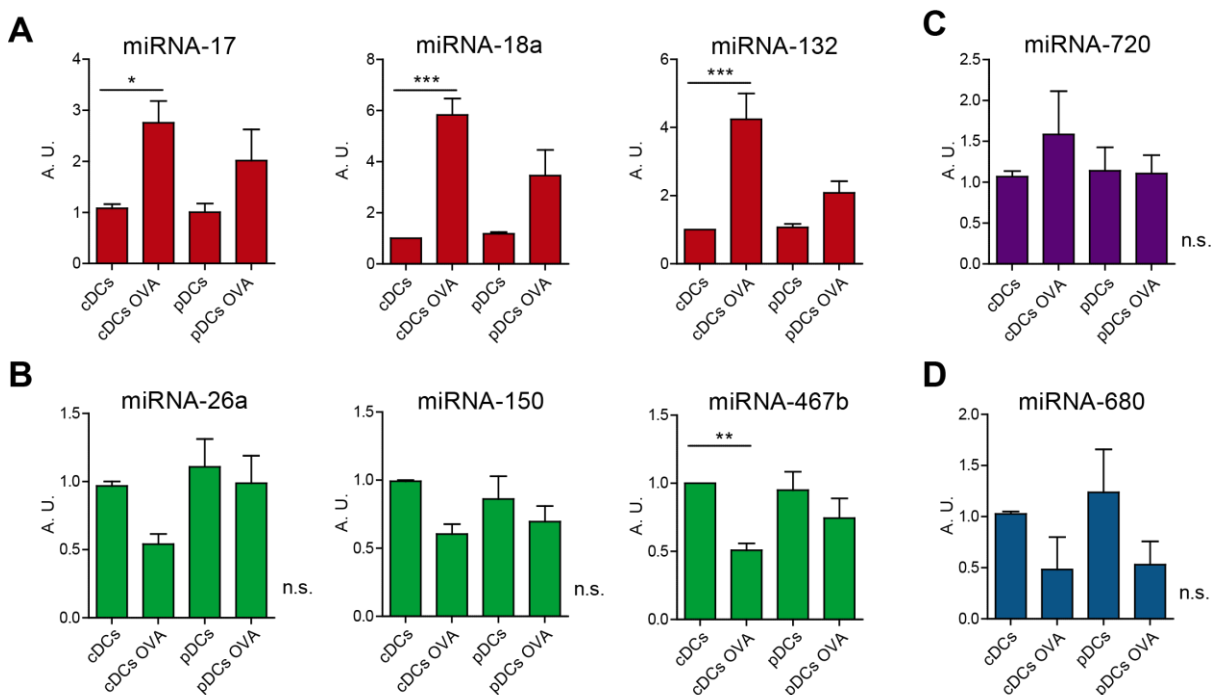 A
miRNA-17
*
A. U.
4
3
2
1
0
cDCs
cDCs OVA
pDCs
pDCs OVA
miRNA-18a
***
A. U.
8
6
4
2
0
cDCs
cDCs OVA
pDCs
pDCs OVA
miRNA-132
***
A. U.
6
4
2
0
cDCs
cDCs OVA
pDCs
pDCs OVA
C
miRNA-720
A. U.
2.5
2.0
1.5
1.0
0.5
0.0
n.s.
cDCs
cDCs OVA
pDCs
pDCs OVA
B
miRNA-26a
A. U.
1.5
1.0
0.5
0.0
n.s.
cDCs
cDCs OVA
pDCs
pDCs OVA
miRNA-150
A. U.
1.5
1.0
0.5
0.0
n.s.
cDCs
cDCs OVA
pDCs
pDCs OVA
miRNA-467b
**
A. U.
1.5
1.0
0.5
0.0
cDCs
cDCs OVA
pDCs
pDCs OVA
D
miRNA-680
A. U.
2.0
1.5
1.0
0.5
0.0
n.s.
cDCs
cDCs OVA
pDCs
pDCs OVA